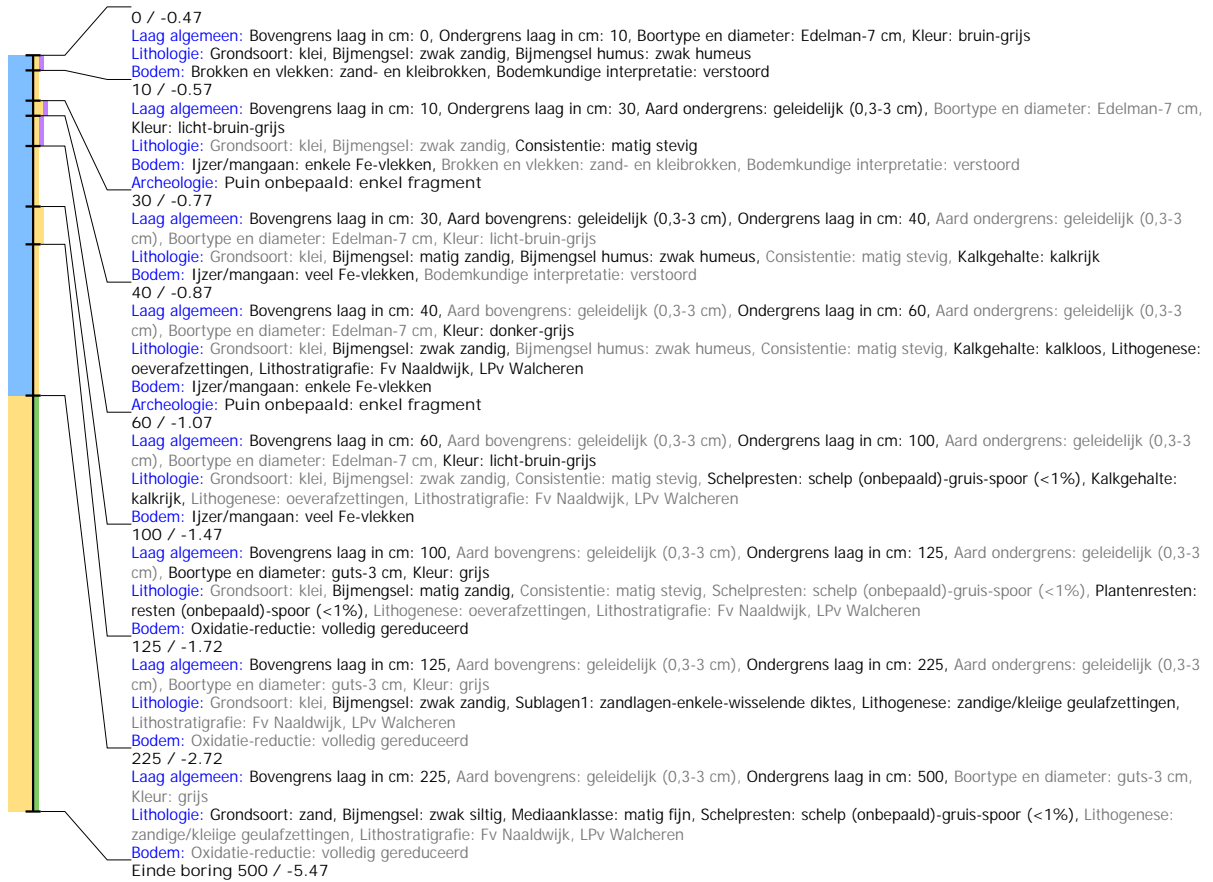 0 / -0.47
Laag algemeen: Bovengrens laag in cm: 0, Ondergrens laag in cm: 10, Boortype en diameter: Edelman-7 cm, Kleur: bruin-grijs
Lithologie: Grondsoort: klei, Bijmengsel: zwak zandig, Bijmengsel humus: zwak humeus
Bodem: Brokken en vlekken: zand- en kleibrokken, Bodemkundige interpretatie: verstoord
10 / -0.57
Laag algemeen: Bovengrens laag in cm: 10, Ondergrens laag in cm: 30, Aard ondergrens: geleidelijk (0,3-3 cm), Boortype en diameter: Edelman-7 cm,
Kleur: licht-bruin-grijs
Lithologie: Grondsoort: klei, Bijmengsel: zwak zandig, Consistentie: matig stevig
Bodem: Ijzer/mangaan: enkele Fe-vlekken, Brokken en vlekken: zand- en kleibrokken, Bodemkundige interpretatie: verstoord
Archeologie: Puin onbepaald: enkel fragment
30 / -0.77
Laag algemeen: Bovengrens laag in cm: 30, Aard bovengrens: geleidelijk (0,3-3 cm), Ondergrens laag in cm: 40, Aard ondergrens: geleidelijk (0,3-3
cm), Boortype en diameter: Edelman-7 cm, Kleur: licht-bruin-grijs
Lithologie: Grondsoort: klei, Bijmengsel: matig zandig, Bijmengsel humus: zwak humeus, Consistentie: matig stevig, Kalkgehalte: kalkrijk
Bodem: Ijzer/mangaan: veel Fe-vlekken, Bodemkundige interpretatie: verstoord
40 / -0.87
Laag algemeen: Bovengrens laag in cm: 40, Aard bovengrens: geleidelijk (0,3-3 cm), Ondergrens laag in cm: 60, Aard ondergrens: geleidelijk (0,3-3
cm), Boortype en diameter: Edelman-7 cm, Kleur: donker-grijs
Lithologie: Grondsoort: klei, Bijmengsel: zwak zandig, Bijmengsel humus: zwak humeus, Consistentie: matig stevig, Kalkgehalte: kalkloos, Lithogenese:
oeverafzettingen, Lithostratigrafie: Fv Naaldwijk, LPv Walcheren
Bodem: Ijzer/mangaan: enkele Fe-vlekken
Archeologie: Puin onbepaald: enkel fragment
60 / -1.07
Laag algemeen: Bovengrens laag in cm: 60, Aard bovengrens: geleidelijk (0,3-3 cm), Ondergrens laag in cm: 100, Aard ondergrens: geleidelijk (0,3-3
cm), Boortype en diameter: Edelman-7 cm, Kleur: licht-bruin-grijs
Lithologie: Grondsoort: klei, Bijmengsel: zwak zandig, Consistentie: matig stevig, Schelpresten: schelp (onbepaald)-gruis-spoor (<1%), Kalkgehalte:
kalkrijk, Lithogenese: oeverafzettingen, Lithostratigrafie: Fv Naaldwijk, LPv Walcheren
Bodem: Ijzer/mangaan: veel Fe-vlekken
100 / -1.47
Laag algemeen: Bovengrens laag in cm: 100, Aard bovengrens: geleidelijk (0,3-3 cm), Ondergrens laag in cm: 125, Aard ondergrens: geleidelijk (0,3-3
cm), Boortype en diameter: guts-3 cm, Kleur: grijs
Lithologie: Grondsoort: klei, Bijmengsel: matig zandig, Consistentie: matig stevig, Schelpresten: schelp (onbepaald)-gruis-spoor (<1%), Plantenresten:
resten (onbepaald)-spoor (<1%), Lithogenese: oeverafzettingen, Lithostratigrafie: Fv Naaldwijk, LPv Walcheren
Bodem: Oxidatie-reductie: volledig gereduceerd
125 / -1.72
Laag algemeen: Bovengrens laag in cm: 125, Aard bovengrens: geleidelijk (0,3-3 cm), Ondergrens laag in cm: 225, Aard ondergrens: geleidelijk (0,3-3
cm), Boortype en diameter: guts-3 cm, Kleur: grijs
Lithologie: Grondsoort: klei, Bijmengsel: zwak zandig, Sublagen1: zandlagen-enkele-wisselende diktes, Lithogenese: zandige/kleiige geulafzettingen,
Lithostratigrafie: Fv Naaldwijk, LPv Walcheren
Bodem: Oxidatie-reductie: volledig gereduceerd
225 / -2.72
Laag algemeen: Bovengrens laag in cm: 225, Aard bovengrens: geleidelijk (0,3-3 cm), Ondergrens laag in cm: 500, Boortype en diameter: guts-3 cm,
Kleur: grijs
Lithologie: Grondsoort: zand, Bijmengsel: zwak siltig, Mediaanklasse: matig fijn, Schelpresten: schelp (onbepaald)-gruis-spoor (<1%), Lithogenese:
zandige/kleiige geulafzettingen, Lithostratigrafie: Fv Naaldwijk, LPv Walcheren
Bodem: Oxidatie-reductie: volledig gereduceerd
Einde boring 500 / -5.47